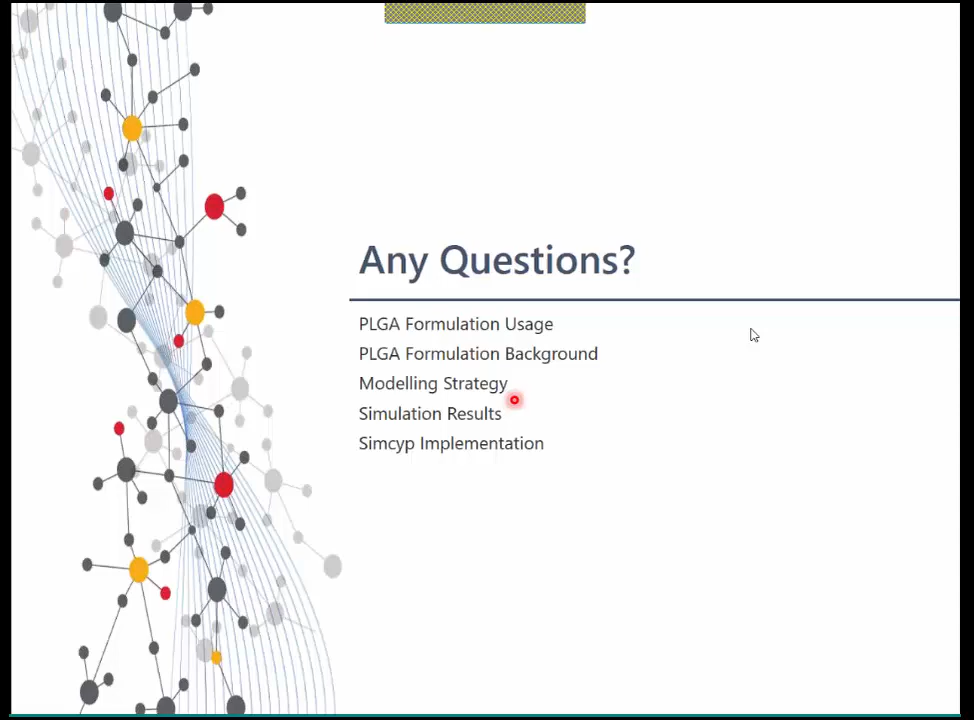 Any Questions?
PLGA Formulation Usage
PLGA Formulation Background
Modelling Strategy
Simulation Results
Simcyp Implementation